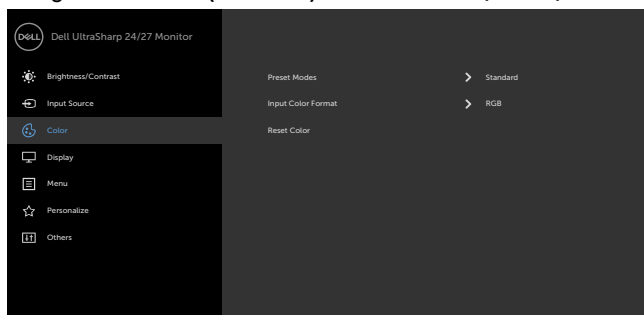 DELL
Dell UltraSharp 24/27 Monitor
Brightness/Contrast
Preset Modes > Standard
Input Source
Input Color Format > RGB
Color
Reset Color
Display
Menu
Personalize
Others